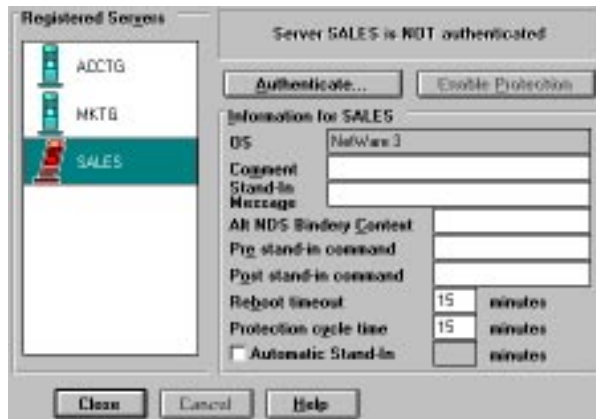 Registered Servers
ACCTG
MKTG
SALES
Server SALES is NOT authenticated
Authenticate... Enable Protection
Information for SALES
OS NetWare 3
Comment
Stand-In Message
Alt NDS Bindery Context
Pre stand-in command
Post stand-in command
Reboot timeout 15 minutes
Protection cycle time 15 minutes
Automatic Stand-In minutes
Close Cancel Help